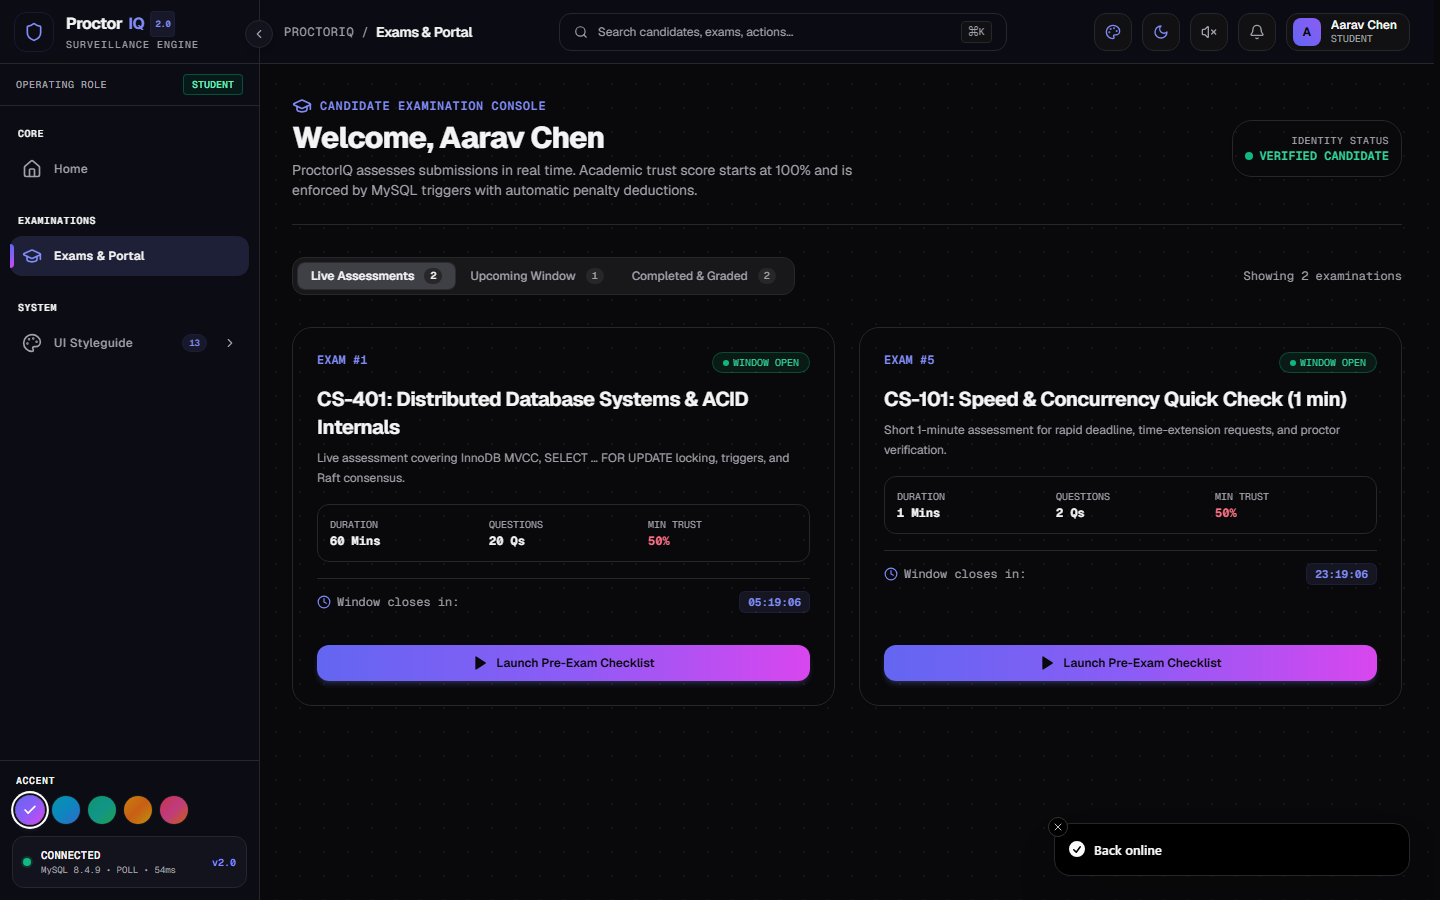 Proctor IQ 2.0
SURVEILLANCE ENGINE
OPERATING ROLE
STUDENT
CORE
Home
EXAMINATIONS
Exams & Portal
SYSTEM
UI Styleguide
13
ACCENT
CONNECTED
MySQL 8.4.9 • POLL • 54ms
v2.0
PROCTORIQ / Exams & Portal
Search candidates, exams, actions...
⌘K
A
Aarav Chen
STUDENT
CANDIDATE EXAMINATION CONSOLE
Welcome, Aarav Chen
ProctorIQ assesses submissions in real time. Academic trust score starts at 100% and is
enforced by MySQL triggers with automatic penalty deductions.
IDENTITY STATUS
VERIFIED CANDIDATE
Live Assessments 2
Upcoming Window 1
Completed & Graded 2
Showing 2 examinations
EXAM #1
WINDOW OPEN
CS-401: Distributed Database Systems & ACID
Internals
Live assessment covering InnoDB MVCC, SELECT ... FOR UPDATE locking, triggers, and
Raft consensus.
DURATION
60 Mins
QUESTIONS
20 Qs
MIN TRUST
50%
Window closes in:
05:19:06
Launch Pre-Exam Checklist
EXAM #5
WINDOW OPEN
CS-101: Speed & Concurrency Quick Check (1 min)
Short 1-minute assessment for rapid deadline, time-extension requests, and proctor
verification.
DURATION
1 Mins
QUESTIONS
2 Qs
MIN TRUST
50%
Window closes in:
23:19:06
Launch Pre-Exam Checklist
Back online